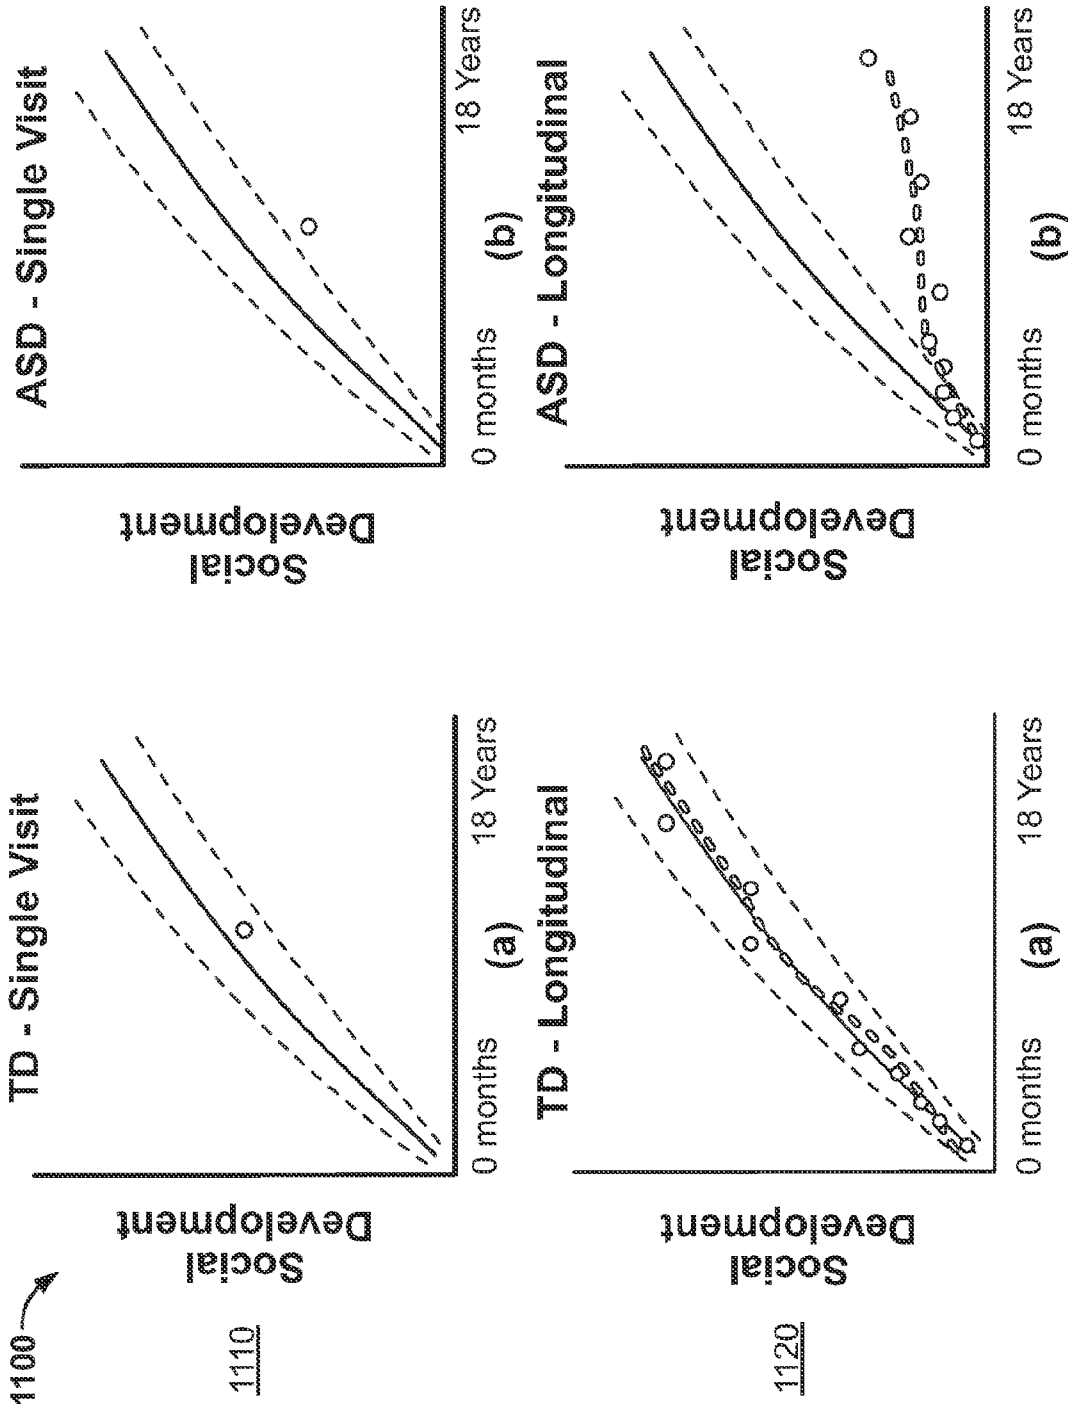 1100
1110
TD - Single Visit
Social
Development
0 months
18 Years
(a)
ASD - Single Visit
Social
Development
0 months
18 Years
(b)
1120
TD - Longitudinal
Social
Development
0 months
18 Years
(a)
ASD - Longitudinal
Social
Development
0 months
18 Years
(b)